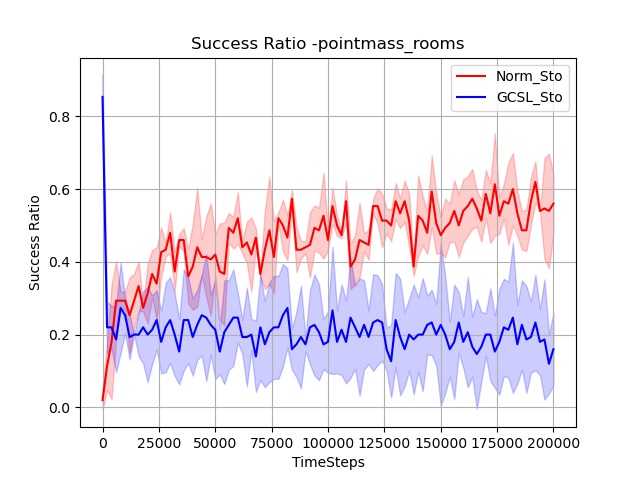 Success Ratio -pointmass_rooms
Norm_Sto
GCSL_Sto
Success Ratio
0.8
0.6
0.4
0.2
0.0
0 25000 50000 75000 100000 125000 150000 175000 200000
TimeSteps